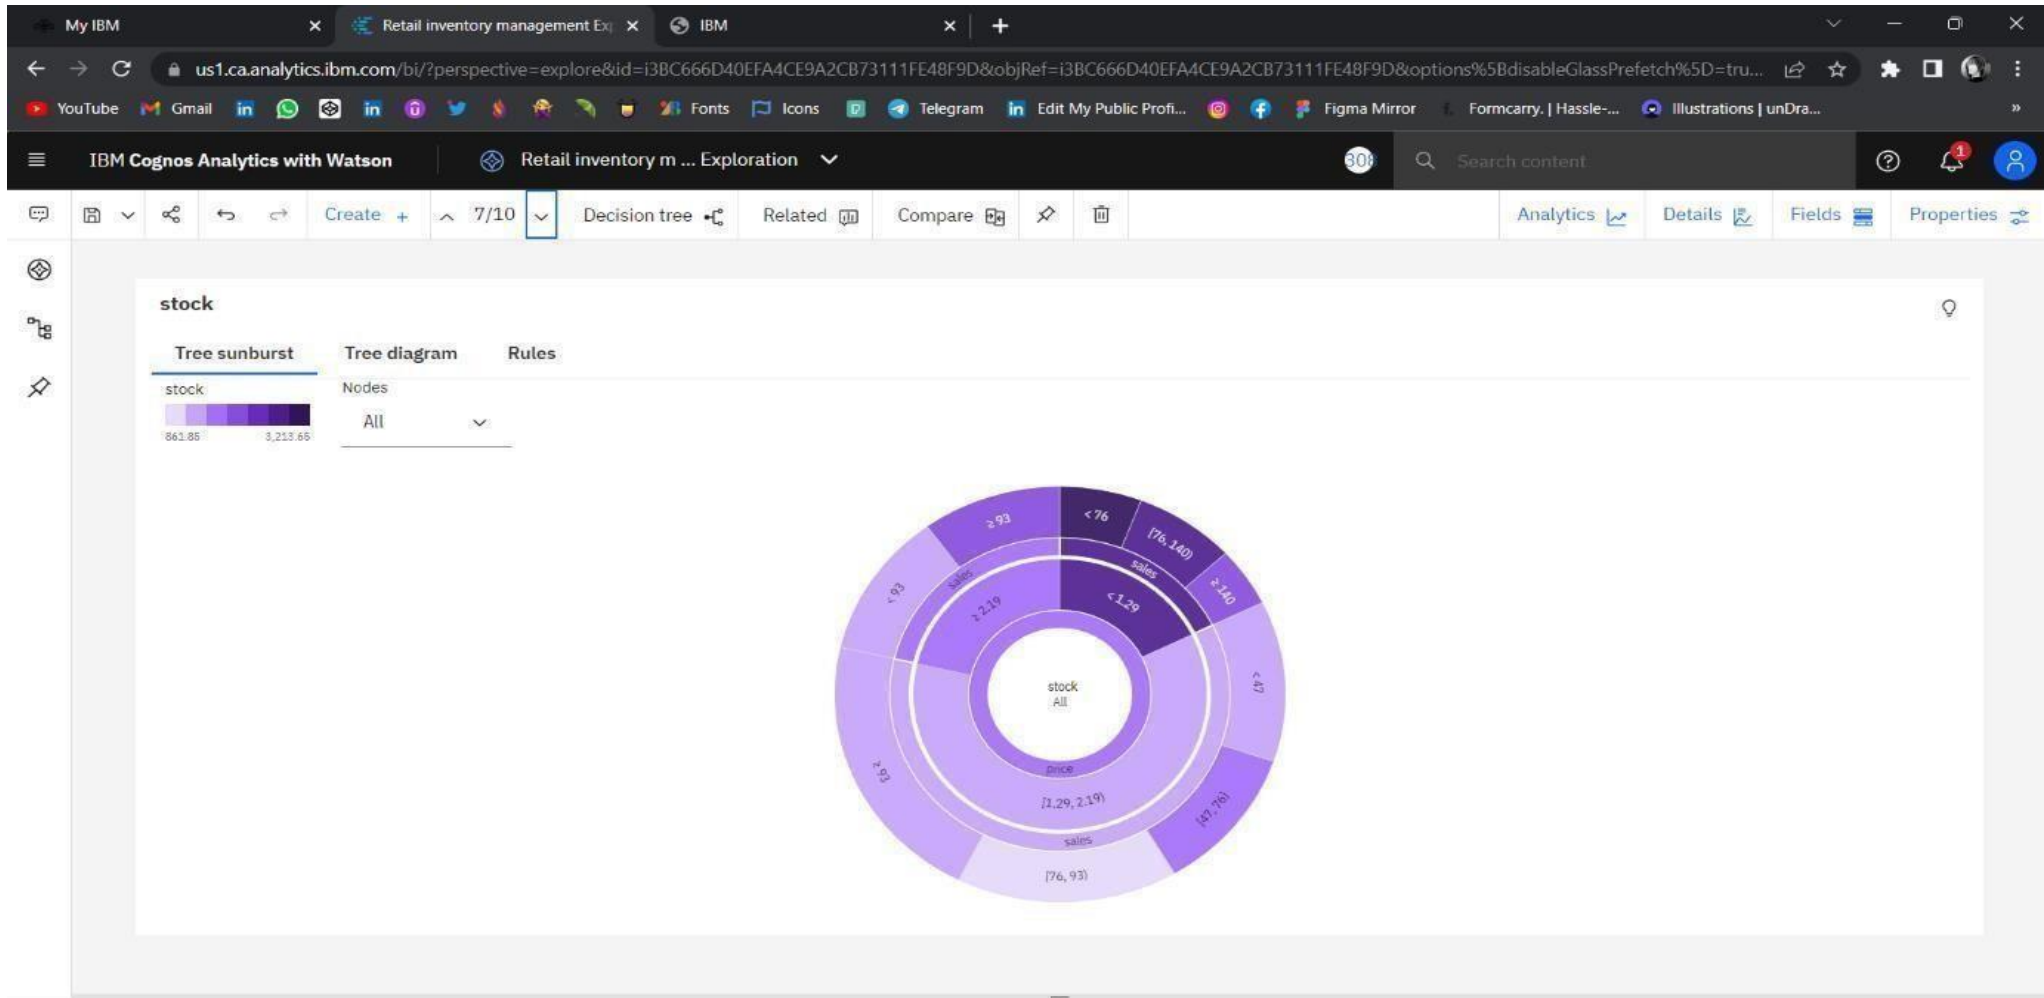 My IBM
Retail inventory management Ex
IBM
us1.ca.analytics.ibm.com/bi/?perspective=explore&id=i3BC666D40EFA4CE9A2CB73111FE48F9D&objRef=i3BC666D40EFA4CE9A2CB73111FE48F9D&options%5BdisableGlassPrefetch%5D=tru...
YouTube Gmail Fonts Icons Telegram Edit My Public Profi... Figma Mirror Formcarry. | Hassle-... Illustrations | unDra... »
IBM Cognos Analytics with Watson
Retail inventory m ... Exploration
308
Search content
1
Create +
7/10
Decision tree
Related
Compare
Analytics
Details
Fields
Properties
stock
Tree sunburst
Tree diagram
Rules
stock
861.85
3,213.65
Nodes
All
≥ 93
< 76
[76, 140)
≥ 140
sales
sales
< 93
≥ 2.19
< 1.29
< 47
stock
All
≥ 93
price
[1.29, 2.19)
[47, 76)
sales
[76, 93)